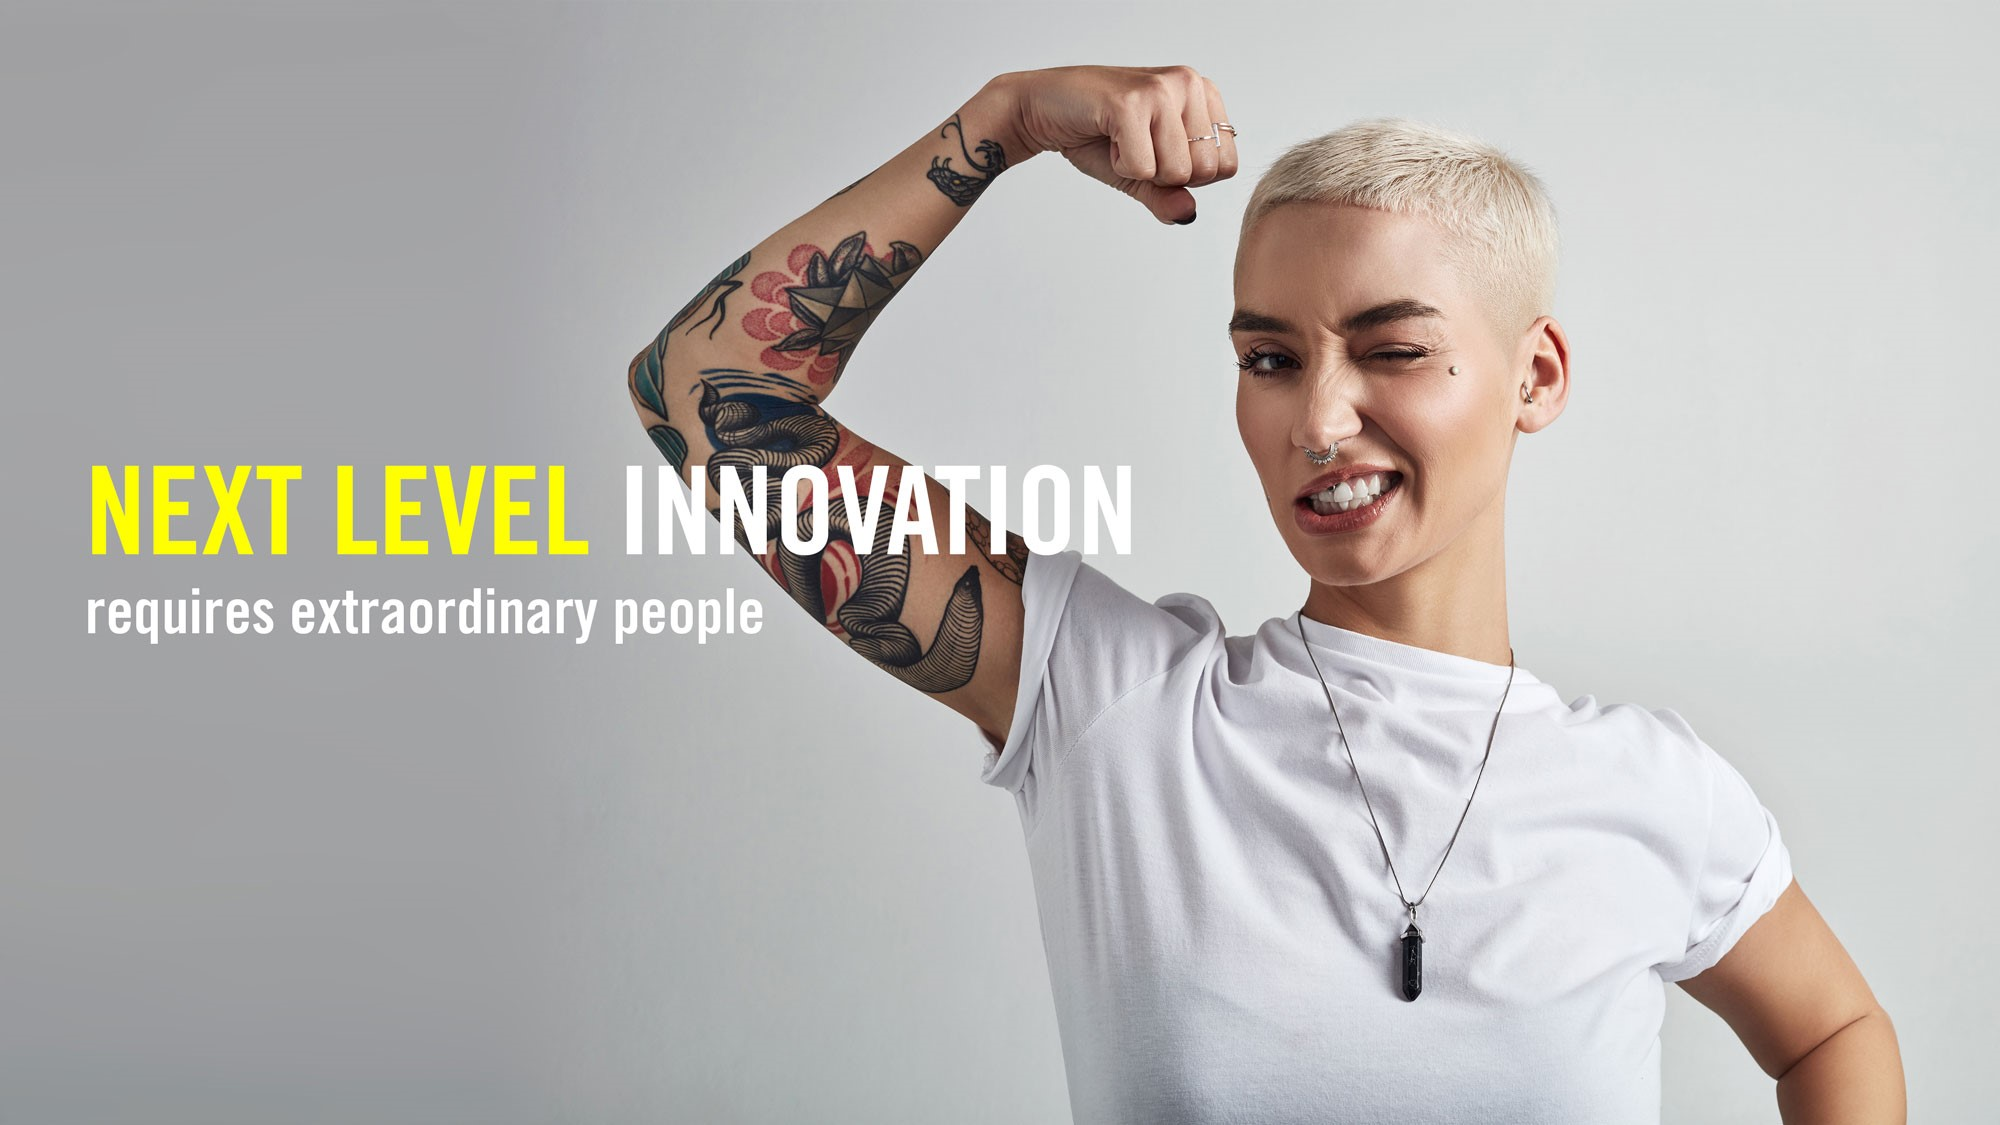 NEXT LEVEL INNOVATION
requires extraordinary people